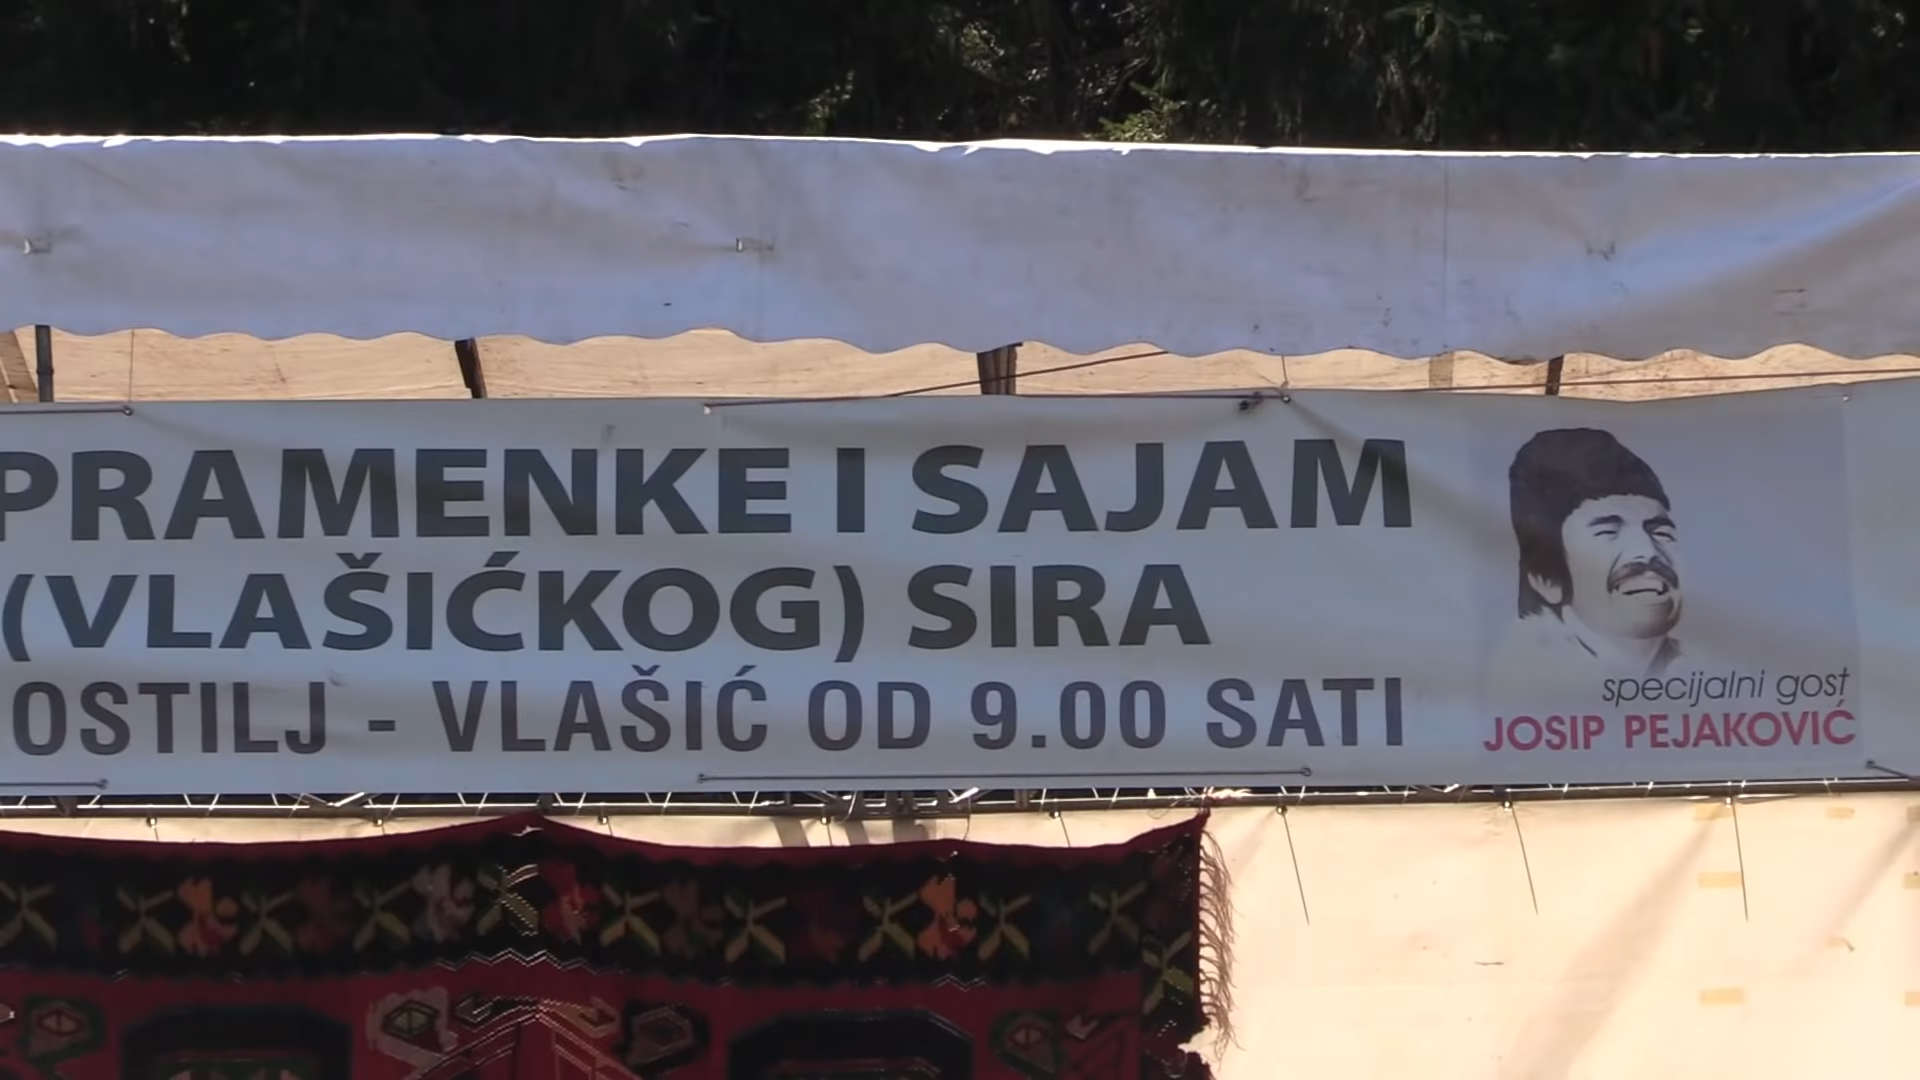 PRAMENKE I SAJAM
(VLAŠIĆKOG) SIRA
OSTILJ - VLAŠIĆ OD 9.00 SATI
specijalni gost
JOSIP PEJAKOVIĆ